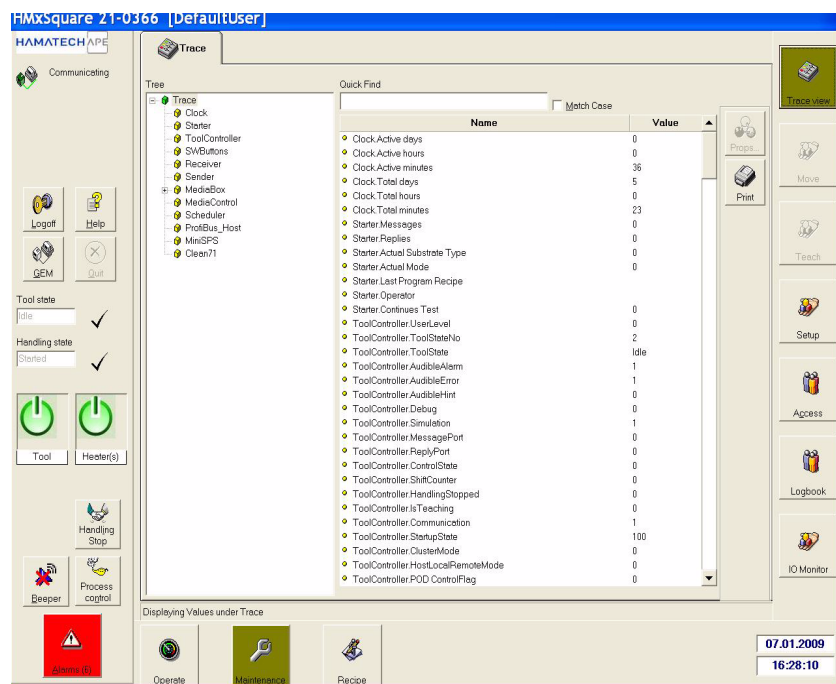 HMxSquare 21-0366 [DefaultUser]
HAMATECH APE
Communicating
Logoff
Help
GEM
Quit
Tool state
Idle
Handling state
Started
Tool
Heater(s)
Handling
Stop
Beeper
Process
control
Alarms (6)
Trace
Tree
Trace
Clock
Starter
ToolController
SWButtons
Receiver
Sender
MediaBox
MediaControl
Scheduler
ProfiBus_Host
MiniSPS
Clean71
Quick Find
Match Case
Name Value
Clock.Active days 0
Clock.Active hours 0
Clock.Active minutes 36
Clock.Total days 5
Clock.Total hours 0
Clock.Total minutes 23
Starter.Messages 0
Starter.Replies 0
Starter.Actual Substrate Type 0
Starter.Actual Mode 0
Starter.Last Program Recipe
Starter.Operator
Starter.Continues Test 0
ToolController.UserLevel 0
ToolController.ToolStateNo 2
ToolController.ToolState Idle
ToolController.AudibleAlarm 1
ToolController.AudibleError 1
ToolController.AudibleHint 0
ToolController.Debug 0
ToolController.Simulation 1
ToolController.MessagePort 0
ToolController.ReplyPort 0
ToolController.ControlState 0
ToolController.ShiftCounter 0
ToolController.HandlingStopped 0
ToolController.IsTeaching 0
ToolController.Communication 1
ToolController.StartupState 100
ToolController.ClusterMode 0
ToolController.HostLocalRemoteMode 0
ToolController.POD ControlFlag 0
Props...
Print
Displaying Values under Trace
Trace view
Move
Teach
Setup
Access
Logbook
IO Monitor
Operate
Maintenance
Recipe
07.01.2009
16:28:10